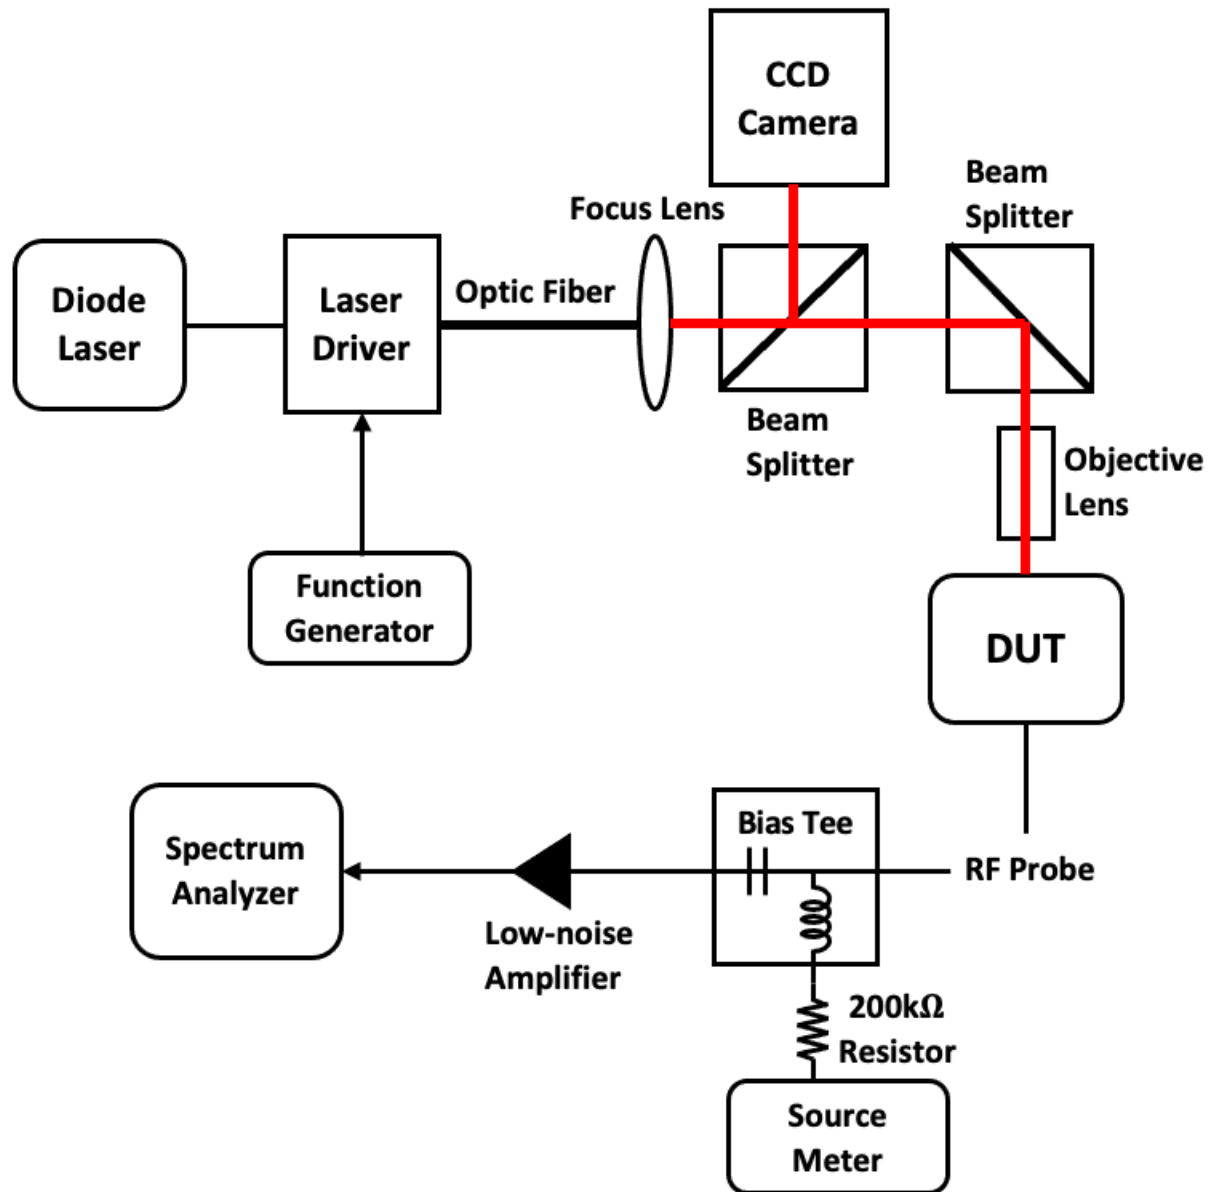 CCD
Camera
Beam
Splitter
Focus Lens
Diode
Laser
Laser
Driver
Optic Fiber
Beam
Splitter
Objective
Lens
Function
Generator
DUT
Bias Tee
Spectrum
Analyzer
RF Probe
Low-noise
Amplifier
200kΩ
Resistor
Source
Meter